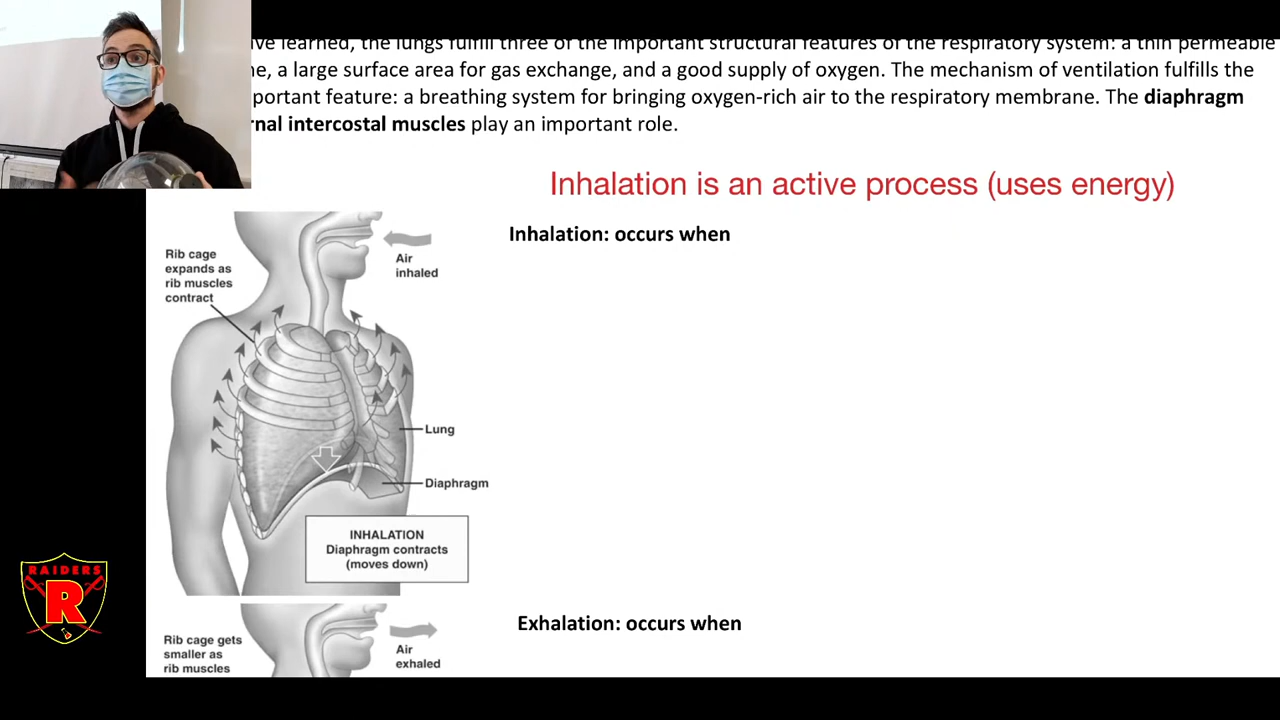 ve learned, the lungs fulfill three of the important structural features of the respiratory system: a thin permeable
e, a large surface area for gas exchange, and a good supply of oxygen. The mechanism of ventilation fulfills the
portant feature: a breathing system for bringing oxygen-rich air to the respiratory membrane. The diaphragm
rnal intercostal muscles play an important role.
Inhalation is an active process (uses energy)
Inhalation: occurs when
Rib cage
expands as
rib muscles
contract
Air
inhaled
Lung
Diaphragm
INHALATION
Diaphragm contracts
(moves down)
RAIDERS
R
Exhalation: occurs when
Rib cage gets
smaller as
rib muscles
Air
exhaled